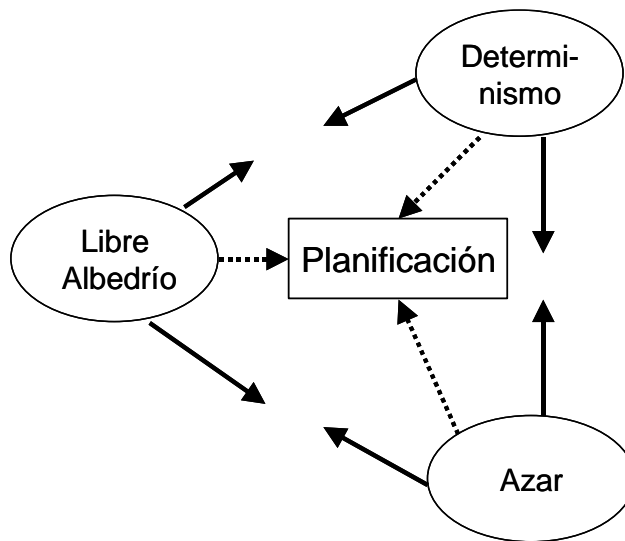 Determi-
nismo
Libre
Albedrío
Planificación
Azar